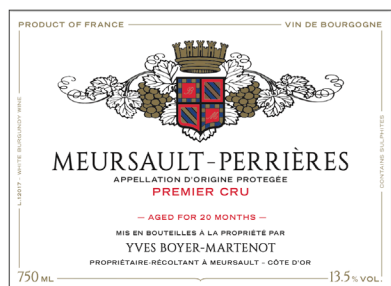 PRODUCT OF FRANCE
VIN DE BOURGOGNE
MEURSAULT-PERRIÈRES
APPELLATION D'ORIGINE PROTEGÉE
PREMIER CRU
— AGED FOR 20 MONTHS —
MIS EN BOUTEILLES À LA PROPRIÉTÉ PAR
YVES BOYER-MARTENOT
PROPRIÉTAIRE-RÉCOLTANT À MEURSAULT - CÔTE D'OR
750 ML
13.5 % VOL.
L.12017 - WHITE BURGUNDY WINE
CONTAINS SULPHITES